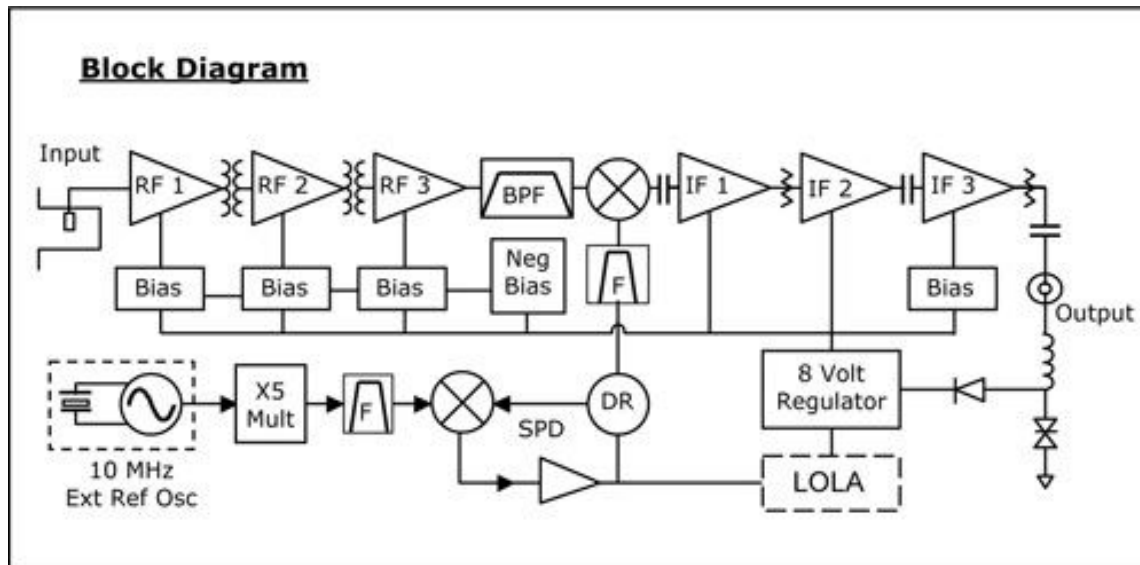 Block Diagram
Input
RF 1
RF 2
RF 3
BPF
IF 1
IF 2
IF 3
Bias
Bias
Bias
Neg
Bias
F
Bias
Output
X5
Mult
F
SPD
DR
8 Volt
Regulator
10 MHz
Ext Ref Osc
LOLA